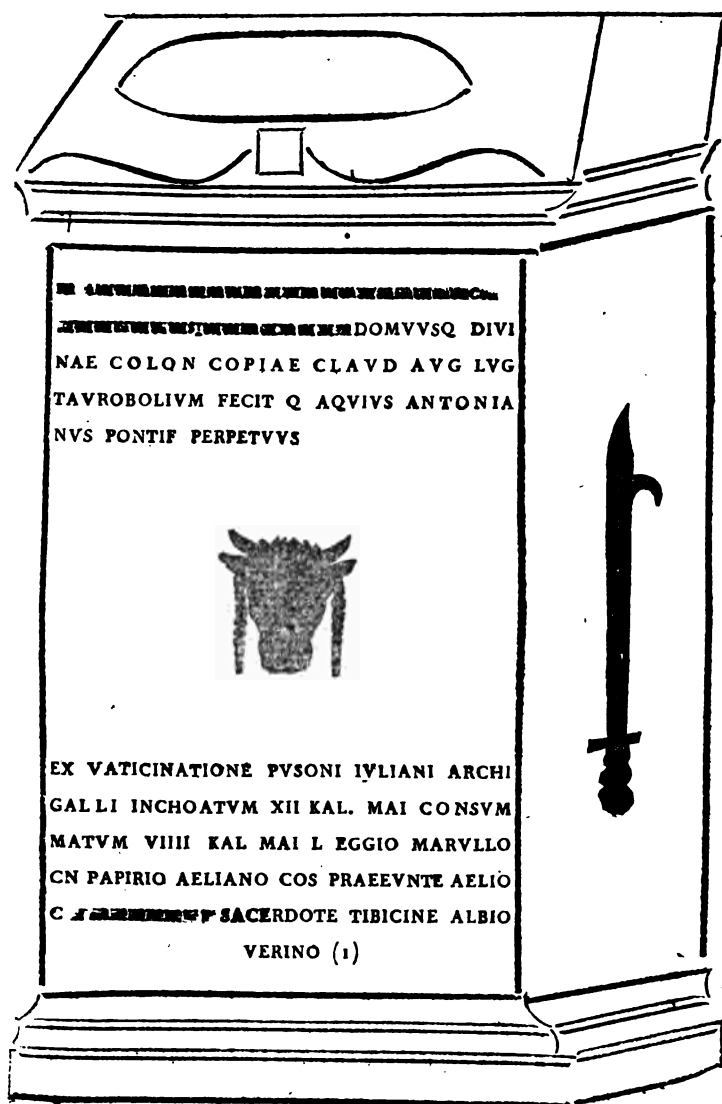 DOMVVSQ DIVI
NAE COLON COPIAE CLAVD AVG LVG
TAVROBOLIVM FECIT Q AQVIVS ANTONIA
NVS PONTIF PERPETVVS
EX VATICINATIONE PVSONI IVLIANI ARCHI
GALLI INCHOATVM XII KAL. MAI CONSVM
MATVM VIIII KAL MAI L EGGIO MARVLLO
CN PAPIRIO AELIANO COS PRAEEVNTE AELIO
C SACERDOTE TIBICINE ALBIO
VERINO (1)